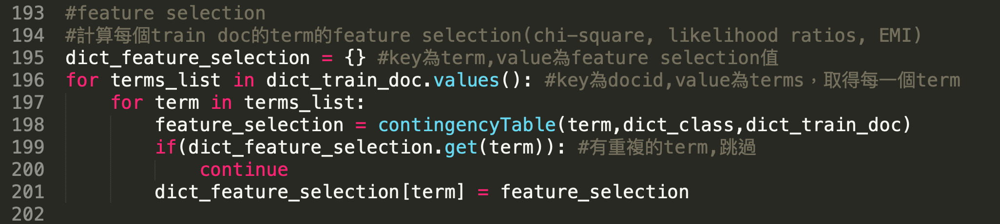 193 #feature selection
194 #計算每個train doc的term的feature selection(chi-square, likelihood ratios, EMI)
195 dict_feature_selection = {} #key為term,value為feature selection值
196 for terms_list in dict_train_doc.values(): #key為docid,value為terms，取得每一個term
197     for term in terms_list:
198         feature_selection = contingencyTable(term,dict_class,dict_train_doc)
199         if(dict_feature_selection.get(term)): #有重複的term,跳過
200             continue
201         dict_feature_selection[term] = feature_selection
202